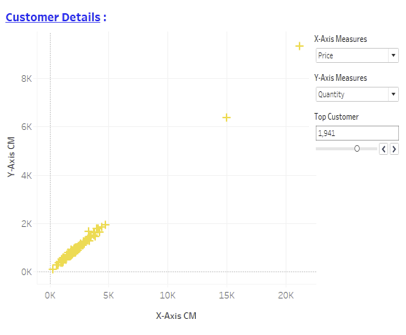 Customer Details :
X-Axis Measures
Price
Y-Axis Measures
Quantity
Top Customer
1,941
Y-Axis CM
8K
6K
4K
2K
0K
0K 5K 10K 15K 20K
X-Axis CM